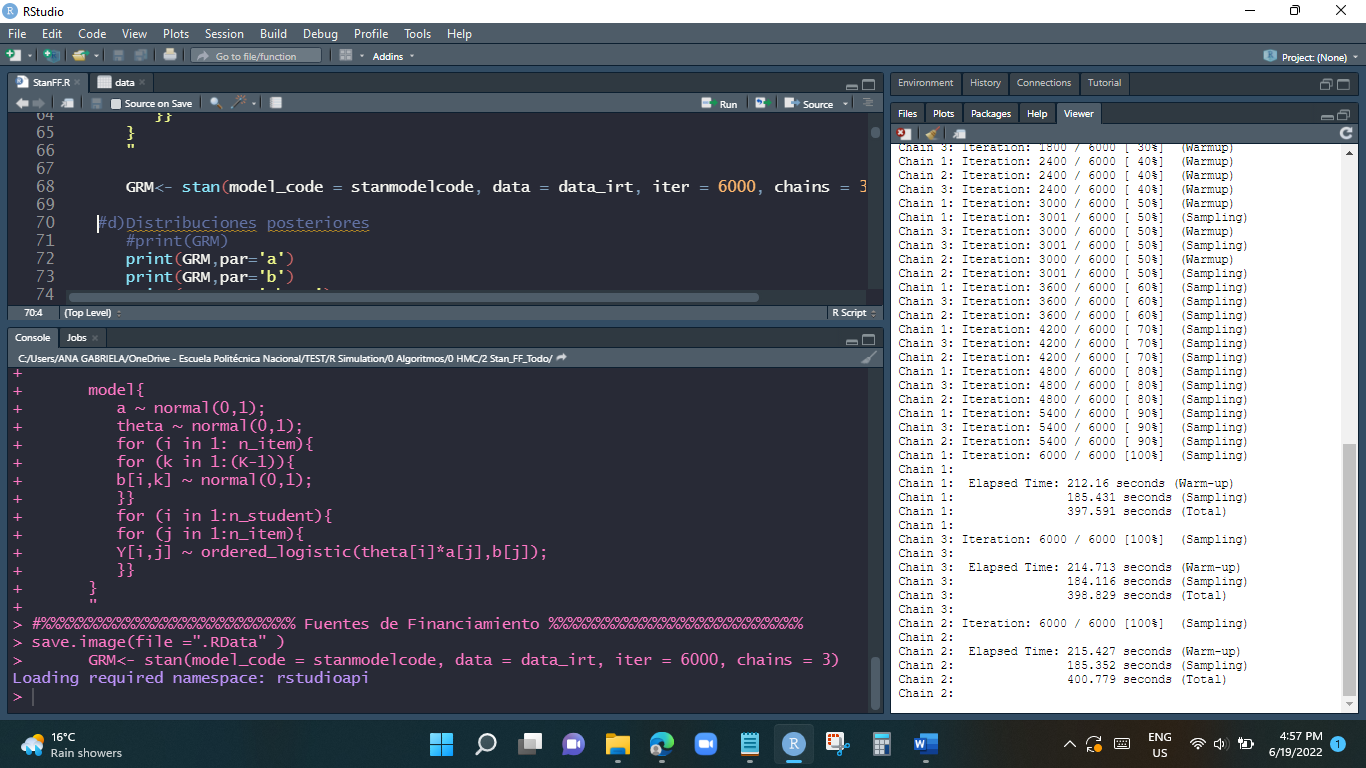 RStudio
File Edit Code View Plots Session Build Debug Profile Tools Help
Go to file/function Addins Project: (None)
StanFF.R data
Source on Save Run Source
64 }}
65 }
66 "
67
68 GRM<- stan(model_code = stanmodelcode, data = data_irt, iter = 6000, chains = 3
69
70 #d)Distribuciones posteriores
71 #print(GRM)
72 print(GRM,par='a')
73 print(GRM,par='b')
74
70:4 (Top Level) R Script
Console Jobs
C:/Users/ANA GABRIELA/OneDrive - Escuela Politécnica Nacional/TEST/R Simulation/0 Algoritmos/0 HMC/2 Stan_FF_Todo/
+
+ model{
+ a ~ normal(0,1);
+ theta ~ normal(0,1);
+ for (i in 1: n_item){
+ for (k in 1:(K-1)){
+ b[i,k] ~ normal(0,1);
+ }}
+ for (i in 1:n_student){
+ for (j in 1:n_item){
+ Y[i,j] ~ ordered_logistic(theta[i]*a[j],b[j]);
+ }}
+ }
+ "
> #%%%%%%%%%%%%%%%%%%%%%%%%%% Fuentes de Financiamiento %%%%%%%%%%%%%%%%%%%%%%%%%%
> save.image(file =".RData" )
> GRM<- stan(model_code = stanmodelcode, data = data_irt, iter = 6000, chains = 3)
Loading required namespace: rstudioapi
>
Environment History Connections Tutorial
Files Plots Packages Help Viewer
Chain 3: Iteration: 1800 / 6000 [ 30%] (Warmup)
Chain 1: Iteration: 2400 / 6000 [ 40%] (Warmup)
Chain 2: Iteration: 2400 / 6000 [ 40%] (Warmup)
Chain 3: Iteration: 2400 / 6000 [ 40%] (Warmup)
Chain 1: Iteration: 3000 / 6000 [ 50%] (Warmup)
Chain 1: Iteration: 3001 / 6000 [ 50%] (Sampling)
Chain 3: Iteration: 3000 / 6000 [ 50%] (Warmup)
Chain 3: Iteration: 3001 / 6000 [ 50%] (Sampling)
Chain 2: Iteration: 3000 / 6000 [ 50%] (Warmup)
Chain 2: Iteration: 3001 / 6000 [ 50%] (Sampling)
Chain 1: Iteration: 3600 / 6000 [ 60%] (Sampling)
Chain 3: Iteration: 3600 / 6000 [ 60%] (Sampling)
Chain 2: Iteration: 3600 / 6000 [ 60%] (Sampling)
Chain 1: Iteration: 4200 / 6000 [ 70%] (Sampling)
Chain 3: Iteration: 4200 / 6000 [ 70%] (Sampling)
Chain 2: Iteration: 4200 / 6000 [ 70%] (Sampling)
Chain 1: Iteration: 4800 / 6000 [ 80%] (Sampling)
Chain 3: Iteration: 4800 / 6000 [ 80%] (Sampling)
Chain 2: Iteration: 4800 / 6000 [ 80%] (Sampling)
Chain 1: Iteration: 5400 / 6000 [ 90%] (Sampling)
Chain 3: Iteration: 5400 / 6000 [ 90%] (Sampling)
Chain 2: Iteration: 5400 / 6000 [ 90%] (Sampling)
Chain 1: Iteration: 6000 / 6000 [100%] (Sampling)
Chain 1:
Chain 1: Elapsed Time: 212.16 seconds (Warm-up)
Chain 1: 185.431 seconds (Sampling)
Chain 1: 397.591 seconds (Total)
Chain 1:
Chain 3: Iteration: 6000 / 6000 [100%] (Sampling)
Chain 3:
Chain 3: Elapsed Time: 214.713 seconds (Warm-up)
Chain 3: 184.116 seconds (Sampling)
Chain 3: 398.829 seconds (Total)
Chain 3:
Chain 2: Iteration: 6000 / 6000 [100%] (Sampling)
Chain 2:
Chain 2: Elapsed Time: 215.427 seconds (Warm-up)
Chain 2: 185.352 seconds (Sampling)
Chain 2: 400.779 seconds (Total)
Chain 2:
16°C
Rain showers
ENG
US
4:57 PM
6/19/2022
1